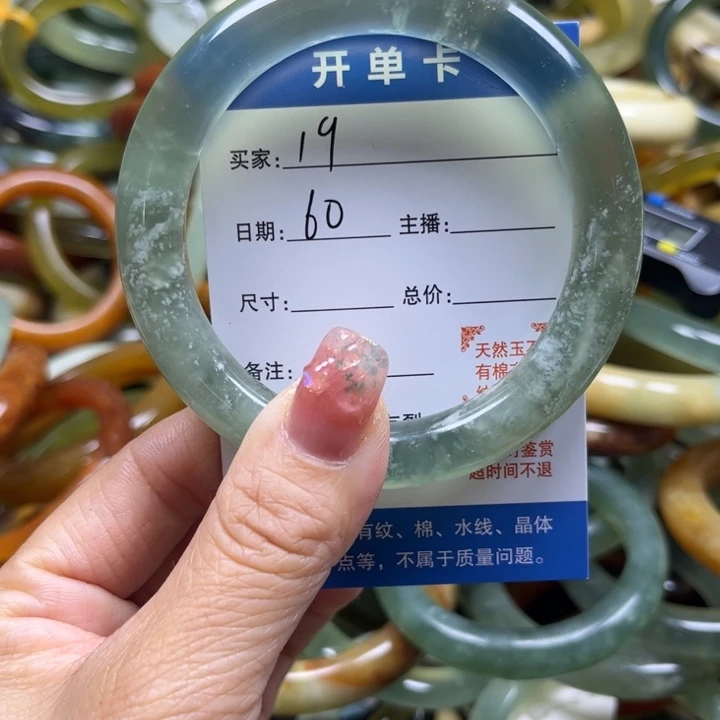 开单卡
买家: 19
日期: 60 主播:
尺寸: 总价:
备注:
天然玉
有棉
鉴赏
超时间不退
有纹、棉、水线、晶体
点等，不属于质量问题。